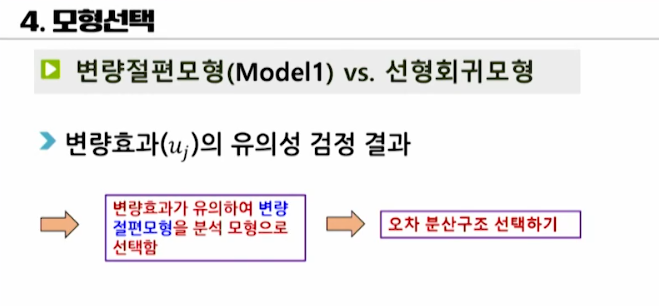 4. 모형선택
변량절편모형(Model1) vs. 선형회귀모형
변량효과(u_j)의 유의성 검정 결과
변량효과가 유의하여 변량
절편모형을 분석 모형으로
선택함
오차 분산구조 선택하기